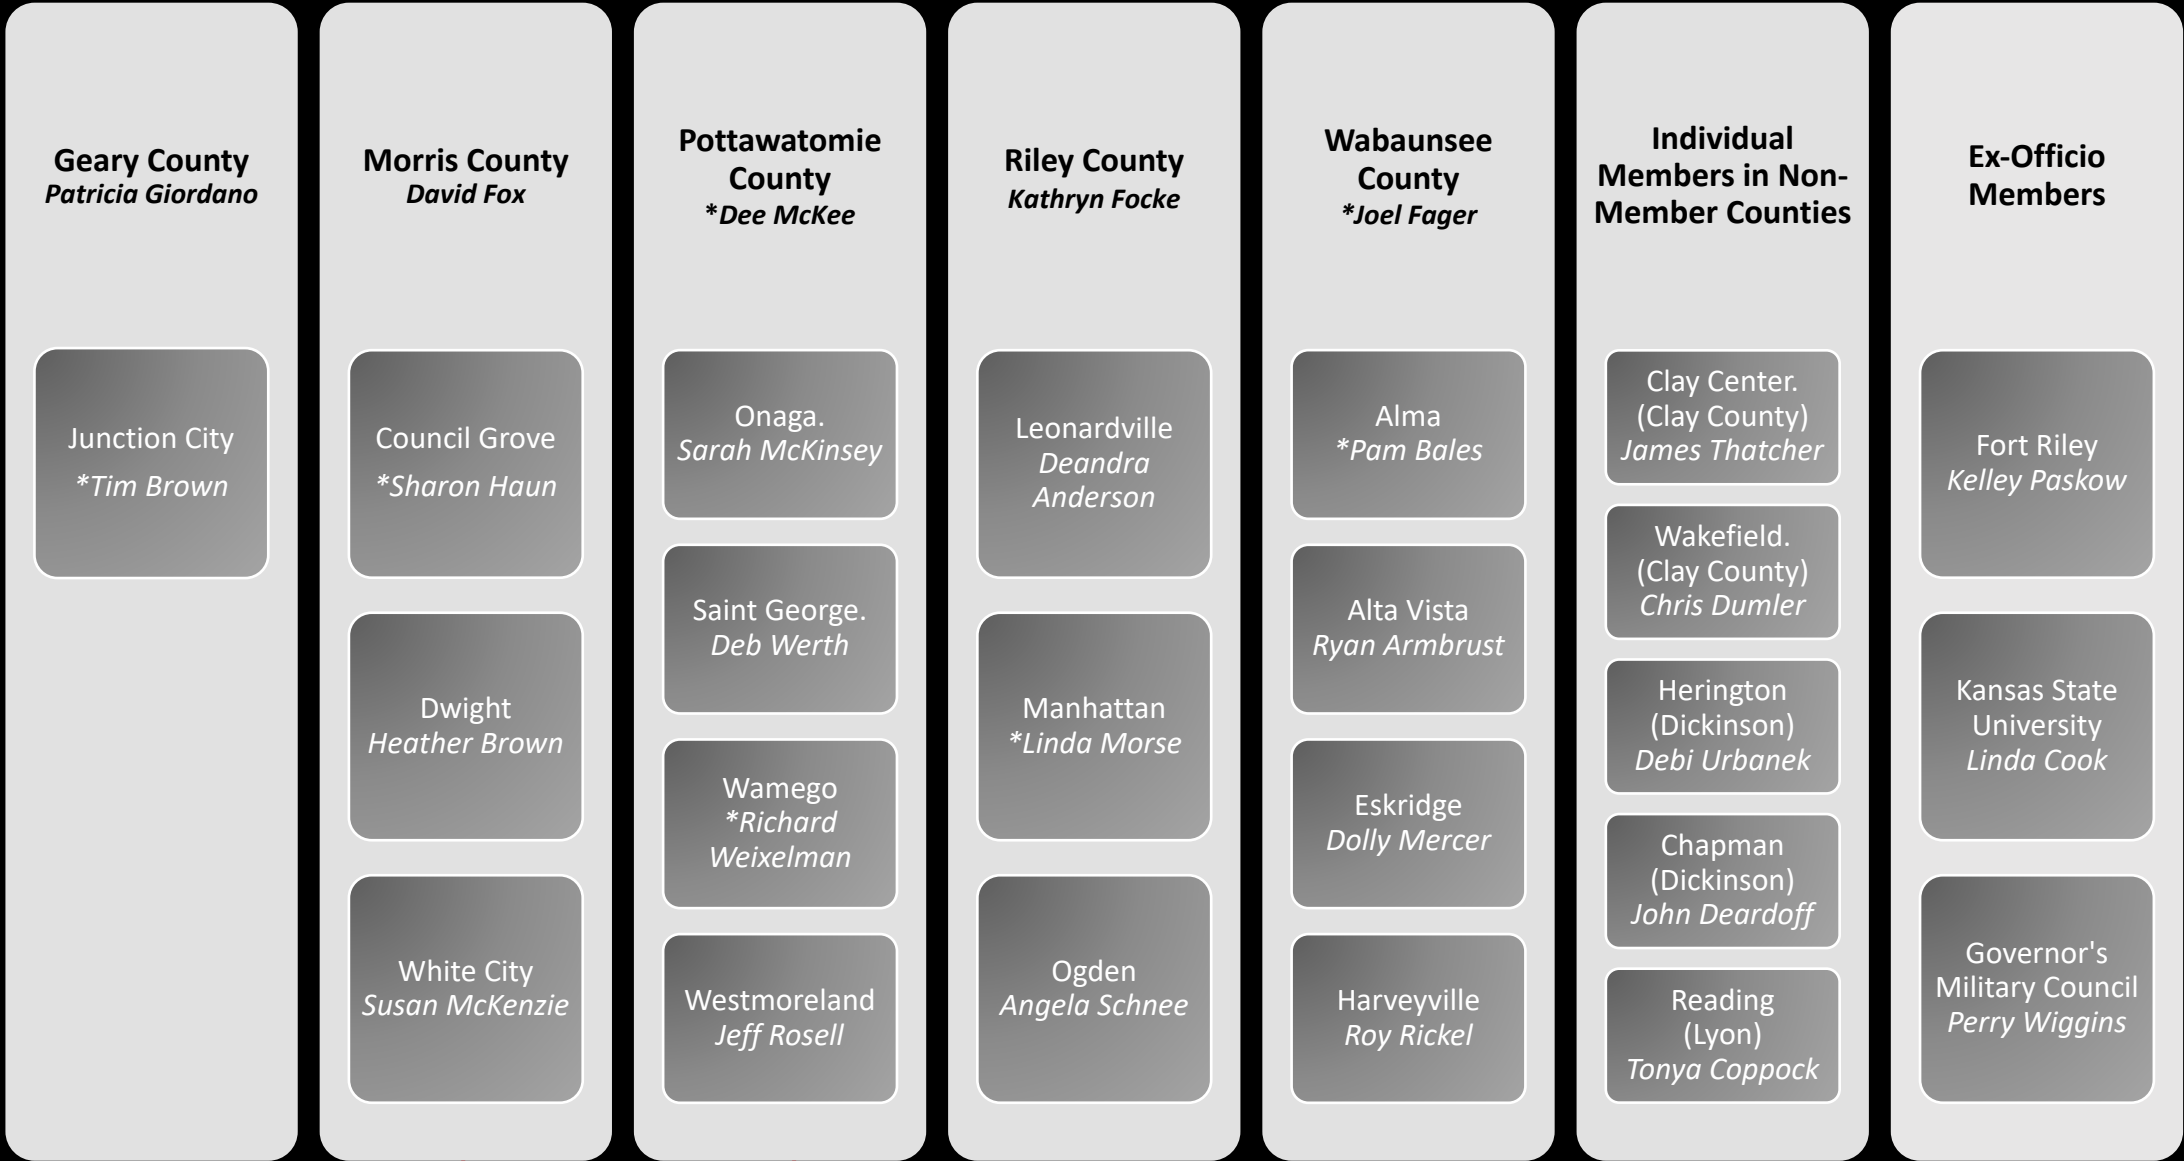 Geary County
Patricia Giordano
Junction City
*Tim Brown
Morris County
David Fox
Council Grove
*Sharon Haun
Dwight
Heather Brown
White City
Susan McKenzie
Pottawatomie
County
*Dee McKee
Onaga.
Sarah McKinsey
Saint George.
Deb Werth
Wamego
*Richard
Weixelman
Westmoreland
Jeff Rosell
Riley County
Kathryn Focke
Leonardville
Deandra
Anderson
Manhattan
*Linda Morse
Ogden
Angela Schnee
Wabaunsee
County
*Joel Fager
Alma
*Pam Bales
Alta Vista
Ryan Armbrust
Eskridge
Dolly Mercer
Harveyville
Roy Rickel
Individual
Members in Non-
Member Counties
Clay Center.
(Clay County)
James Thatcher
Wakefield.
(Clay County)
Chris Dumler
Herington
(Dickinson)
Debi Urbanek
Chapman
(Dickinson)
John Deardoff
Reading
(Lyon)
Tonya Coppock
Ex-Officio
Members
Fort Riley
Kelley Paskow
Kansas State
University
Linda Cook
Governor's
Military Council
Perry Wiggins